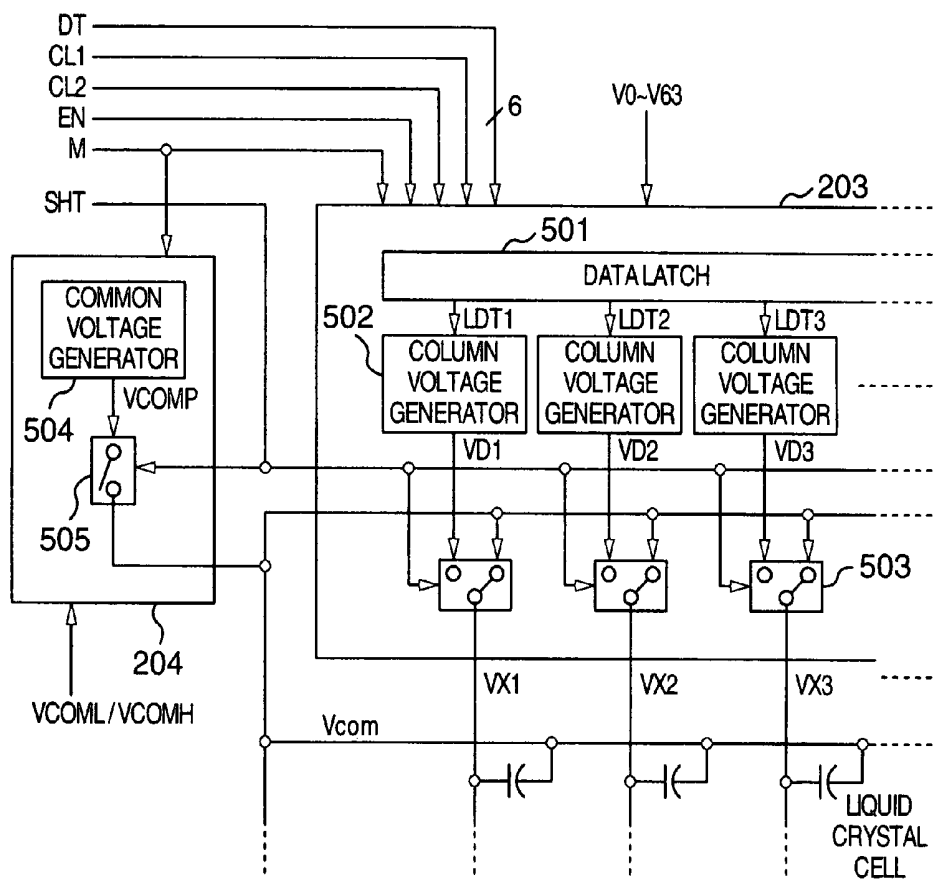 DT
CL1
CL2
EN
M
SHT
6
V0~V63
203
501
DATA LATCH
LDT1
LDT2
LDT3
502
COLUMN
VOLTAGE
GENERATOR
COLUMN
VOLTAGE
GENERATOR
COLUMN
VOLTAGE
GENERATOR
COMMON
VOLTAGE
GENERATOR
504
VCOMP
VD1
VD2
VD3
505
503
204
VCOML/VCOMH
VX1
VX2
VX3
Vcom
LIQUID
CRYSTAL
CELL